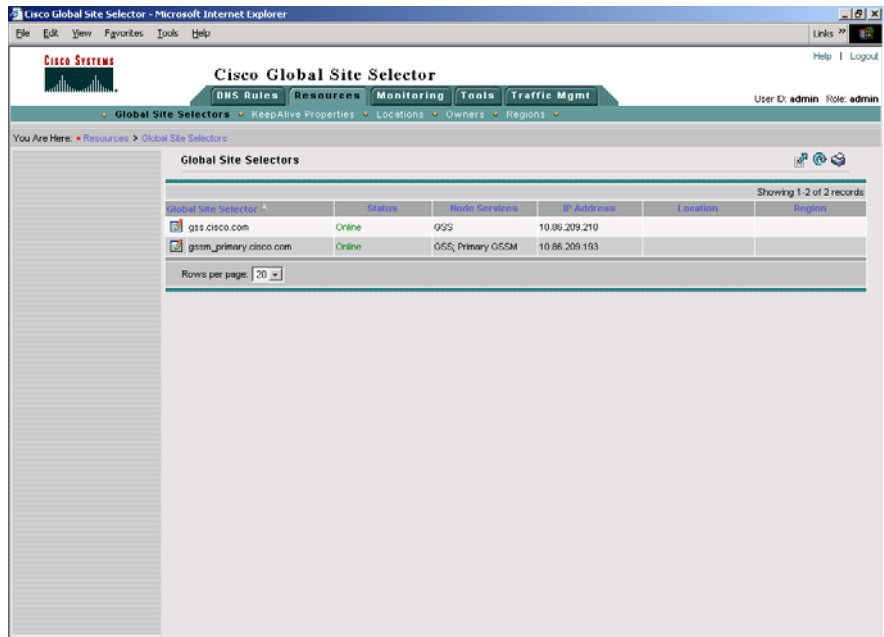 Cisco Global Site Selector - Microsoft Internet Explorer
File Edit View Favorites Tools Help Links »
CISCO SYSTEMS
Cisco Global Site Selector
Help | Logout
DNS Rules Resources Monitoring Tools Traffic Mgmt
User ID: admin Role: admin
Global Site Selectors KeepAlive Properties Locations Owners Regions
You Are Here: • Resources > Global Site Selectors
Global Site Selectors
Showing 1-2 of 2 records
Global Site Selector Status Node Services IP Address Location Region
gss.cisco.com Online GSS 10.86.209.210
gssm_primary.cisco.com Online GSS; Primary GSSM 10.86.209.193
Rows per page: 20